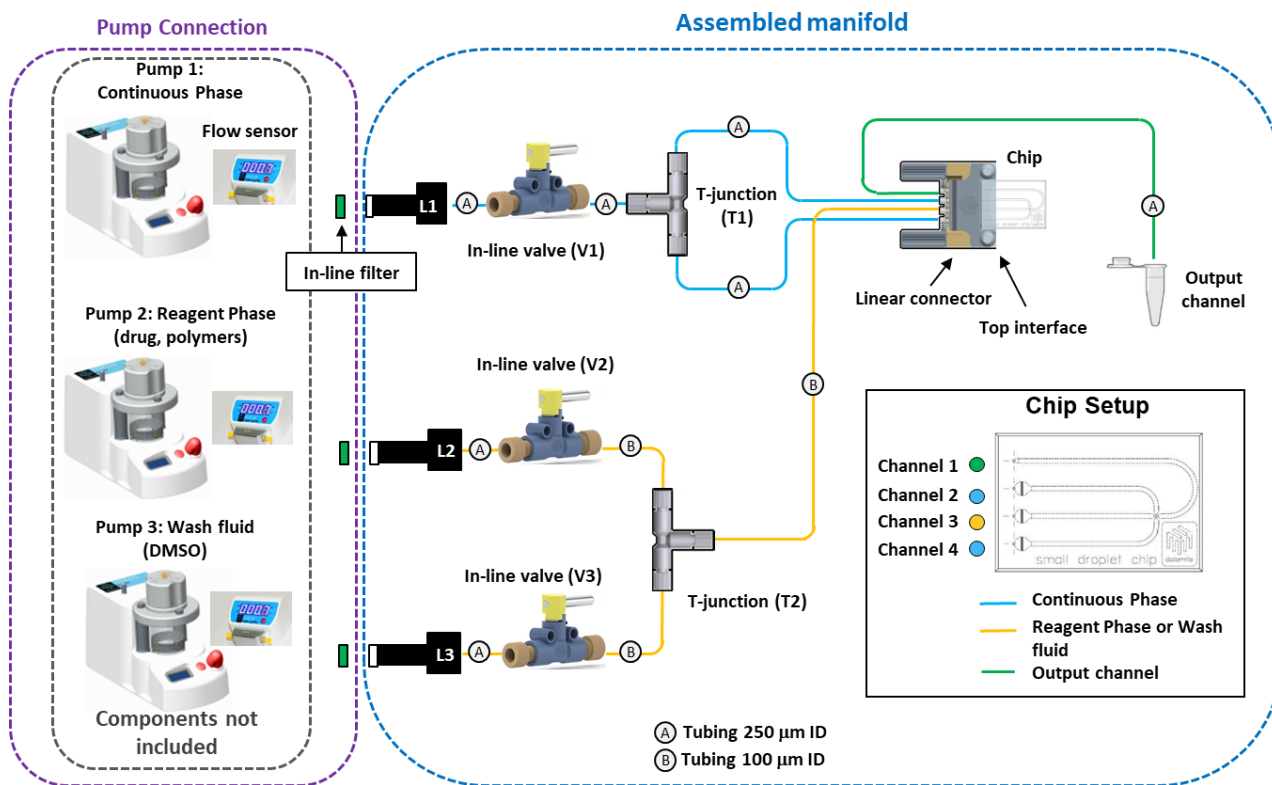 Pump Connection
Assembled manifold
Pump 1:
Continuous Phase
Flow sensor
In-line filter
L1
A
In-line valve (V1)
A
T-junction
(T1)
A
A
Chip
Linear connector
Top interface
A
Output
channel
Pump 2: Reagent Phase
(drug, polymers)
L2
A
In-line valve (V2)
B
B
Pump 3: Wash fluid
(DMSO)
L3
A
In-line valve (V3)
B
T-junction (T2)
Components not
included
A Tubing 250 μm ID
B Tubing 100 μm ID
Chip Setup
Channel 1
Channel 2
Channel 3
Channel 4
small droplet chip
dolomite
Continuous Phase
Reagent Phase or Wash
fluid
Output channel